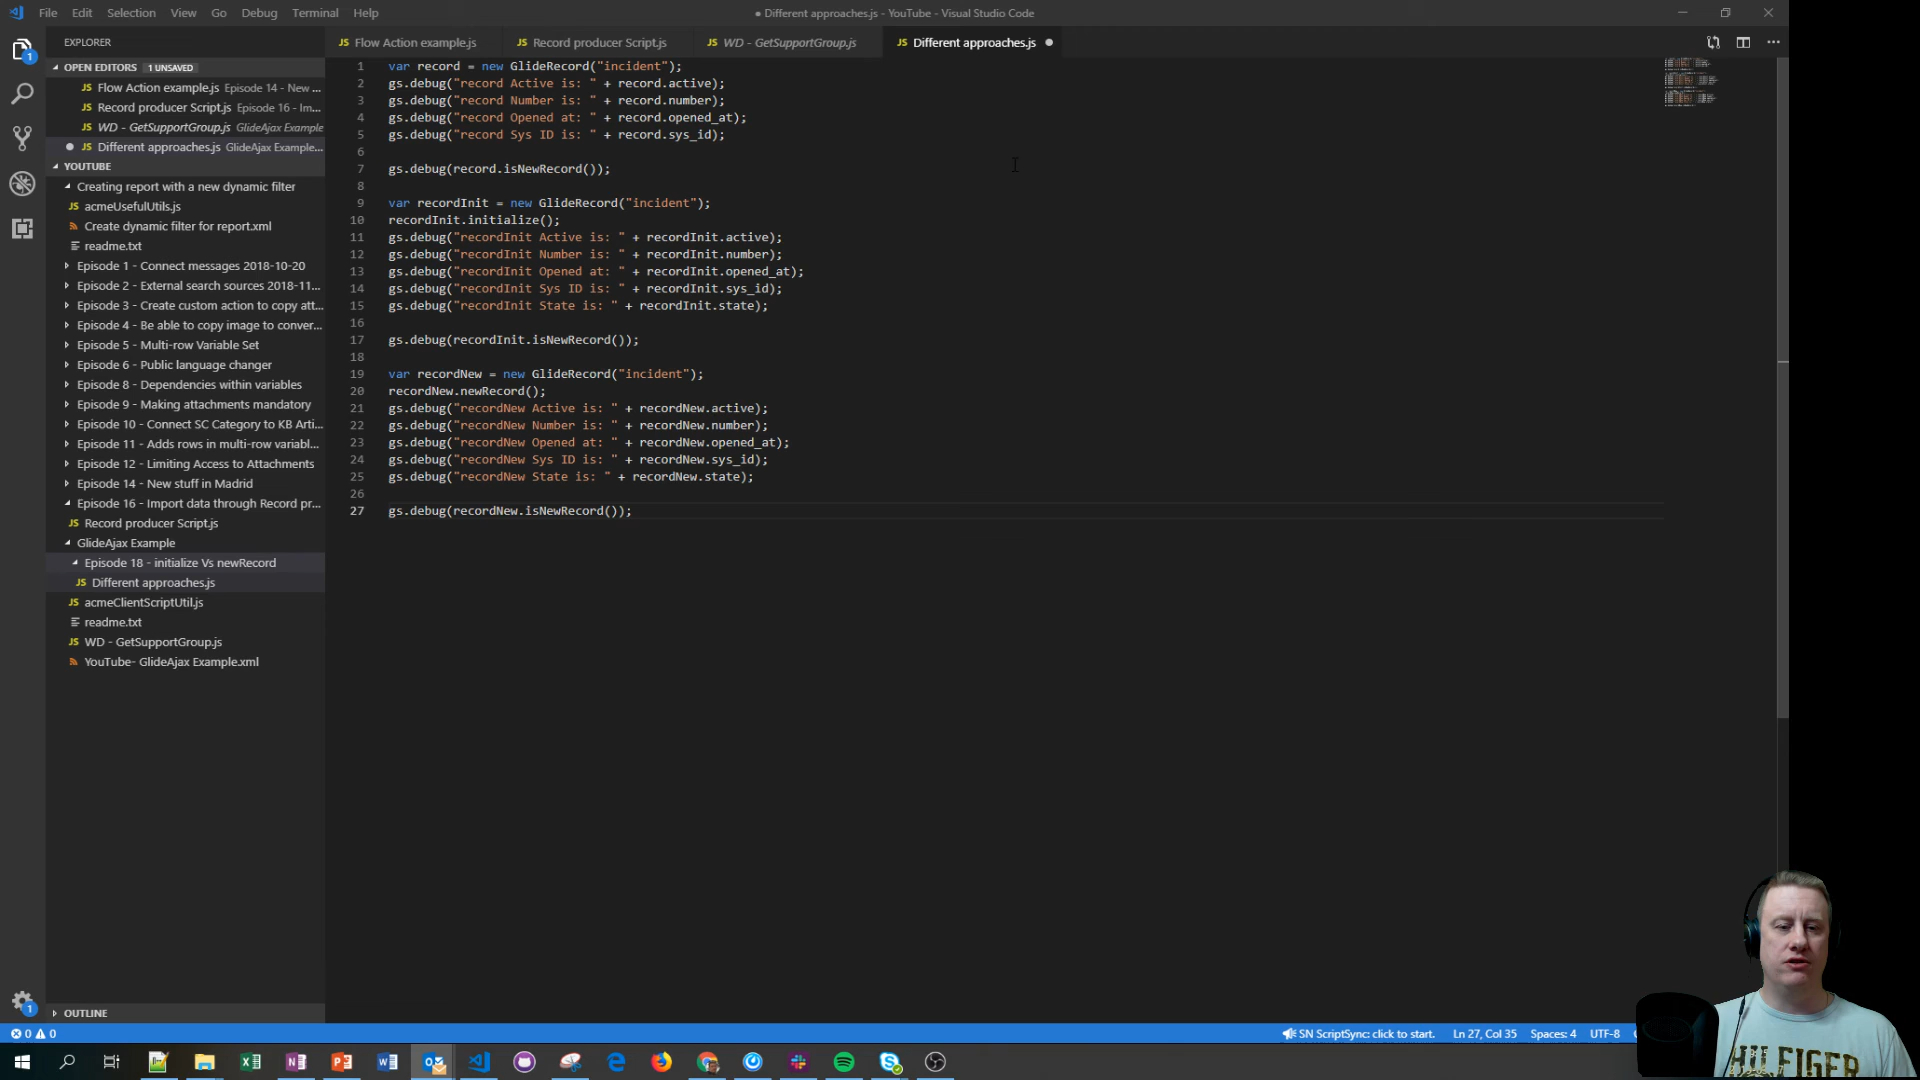 File Edit Selection View Go Debug Terminal Help
● Different approaches.js - YouTube - Visual Studio Code
EXPLORER
OPEN EDITORS 1 UNSAVED
JS Flow Action example.js Episode 14 - New ...
JS Record producer Script.js Episode 16 - Im...
JS WD - GetSupportGroup.js GlideAjax Example
● JS Different approaches.js GlideAjax Example...
YOUTUBE
Creating report with a new dynamic filter
JS acmeUsefulUtils.js
Create dynamic filter for report.xml
readme.txt
Episode 1 - Connect messages 2018-10-20
Episode 2 - External search sources 2018-11...
Episode 3 - Create custom action to copy att...
Episode 4 - Be able to copy image to conver...
Episode 5 - Multi-row Variable Set
Episode 6 - Public language changer
Episode 8 - Dependencies within variables
Episode 9 - Making attachments mandatory
Episode 10 - Connect SC Category to KB Arti...
Episode 11 - Adds rows in multi-row variabl...
Episode 12 - Limiting Access to Attachments
Episode 14 - New stuff in Madrid
Episode 16 - Import data through Record pr...
JS Record producer Script.js
GlideAjax Example
Episode 18 - initialize Vs newRecord
JS Different approaches.js
JS acmeClientScriptUtil.js
readme.txt
JS WD - GetSupportGroup.js
YouTube- GlideAjax Example.xml
OUTLINE
JS Flow Action example.js JS Record producer Script.js JS WD - GetSupportGroup.js JS Different approaches.js ●
1 var record = new GlideRecord("incident");
2 gs.debug("record Active is: " + record.active);
3 gs.debug("record Number is: " + record.number);
4 gs.debug("record Opened at: " + record.opened_at);
5 gs.debug("record Sys ID is: " + record.sys_id);
6
7 gs.debug(record.isNewRecord());
8
9 var recordInit = new GlideRecord("incident");
10 recordInit.initialize();
11 gs.debug("recordInit Active is: " + recordInit.active);
12 gs.debug("recordInit Number is: " + recordInit.number);
13 gs.debug("recordInit Opened at: " + recordInit.opened_at);
14 gs.debug("recordInit Sys ID is: " + recordInit.sys_id);
15 gs.debug("recordInit State is: " + recordInit.state);
16
17 gs.debug(recordInit.isNewRecord());
18
19 var recordNew = new GlideRecord("incident");
20 recordNew.newRecord();
21 gs.debug("recordNew Active is: " + recordNew.active);
22 gs.debug("recordNew Number is: " + recordNew.number);
23 gs.debug("recordNew Opened at: " + recordNew.opened_at);
24 gs.debug("recordNew Sys ID is: " + recordNew.sys_id);
25 gs.debug("recordNew State is: " + recordNew.state);
26
27 gs.debug(recordNew.isNewRecord());
0 0
SN ScriptSync: click to start. Ln 27, Col 35 Spaces: 4 UTF-8
HILFIGER